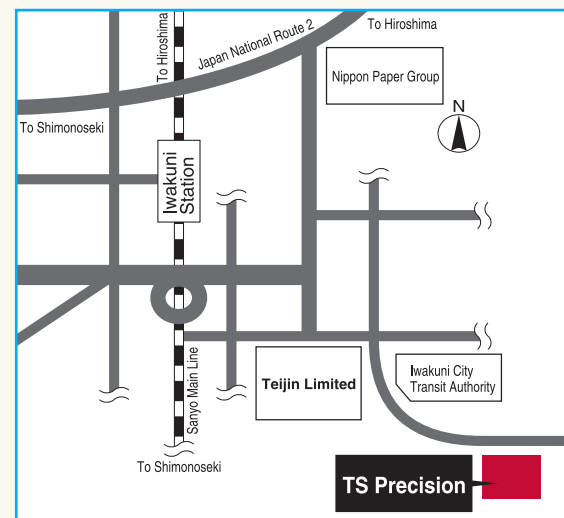 To Hiroshima
Japan National Route 2
To Hiroshima
Nippon Paper Group
N
To Shimonoseki
Iwakuni
Station
Sanyo Main Line
Teijin Limited
Iwakuni City
Transit Authority
To Shimonoseki
TS Precision